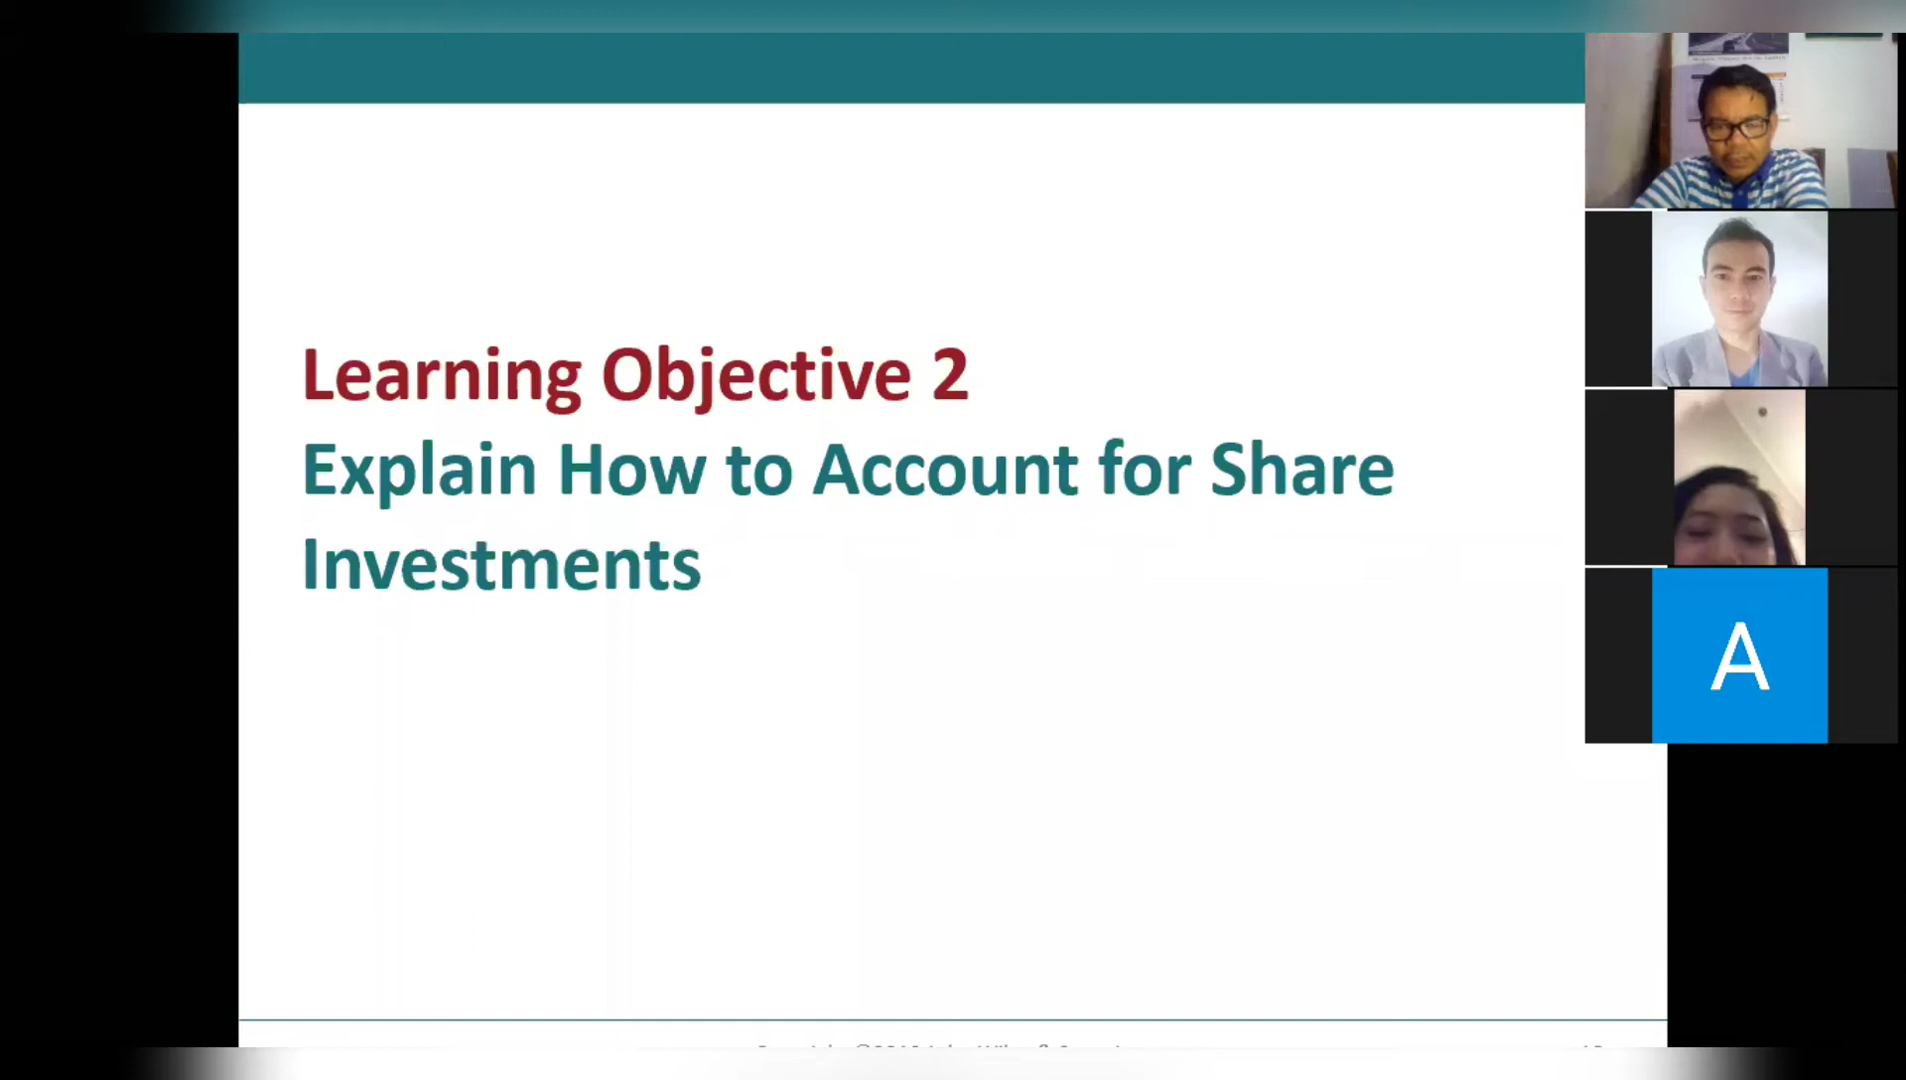 Learning Objective 2
Explain How to Account for Share
Investments
A